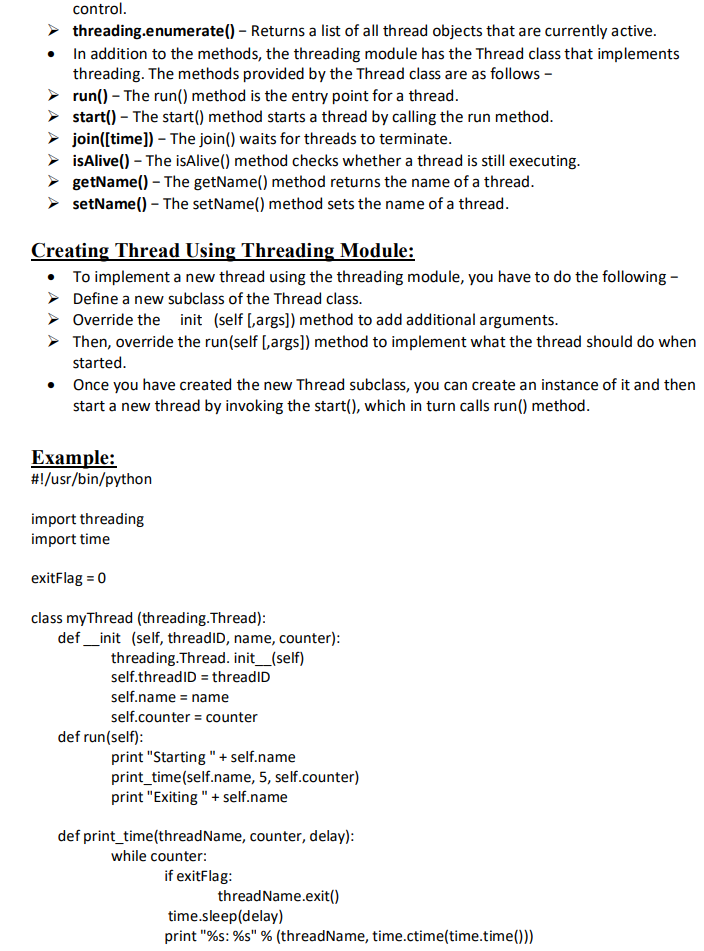 control.
➢ threading.enumerate() – Returns a list of all thread objects that are currently active.
• In addition to the methods, the threading module has the Thread class that implements
threading. The methods provided by the Thread class are as follows –
➢ run() – The run() method is the entry point for a thread.
➢ start() – The start() method starts a thread by calling the run method.
➢ join([time]) – The join() waits for threads to terminate.
➢ isAlive() – The isAlive() method checks whether a thread is still executing.
➢ getName() – The getName() method returns the name of a thread.
➢ setName() – The setName() method sets the name of a thread.
Creating Thread Using Threading Module:
• To implement a new thread using the threading module, you have to do the following –
➢ Define a new subclass of the Thread class.
➢ Override the init (self [,args]) method to add additional arguments.
➢ Then, override the run(self [,args]) method to implement what the thread should do when
started.
• Once you have created the new Thread subclass, you can create an instance of it and then
start a new thread by invoking the start(), which in turn calls run() method.
Example:
#!/usr/bin/python
import threading
import time
exitFlag = 0
class myThread (threading.Thread):
def __init (self, threadID, name, counter):
threading.Thread. init__(self)
self.threadID = threadID
self.name = name
self.counter = counter
def run(self):
print "Starting " + self.name
print_time(self.name, 5, self.counter)
print "Exiting " + self.name
def print_time(threadName, counter, delay):
while counter:
if exitFlag:
threadName.exit()
time.sleep(delay)
print "%s: %s" % (threadName, time.ctime(time.time()))